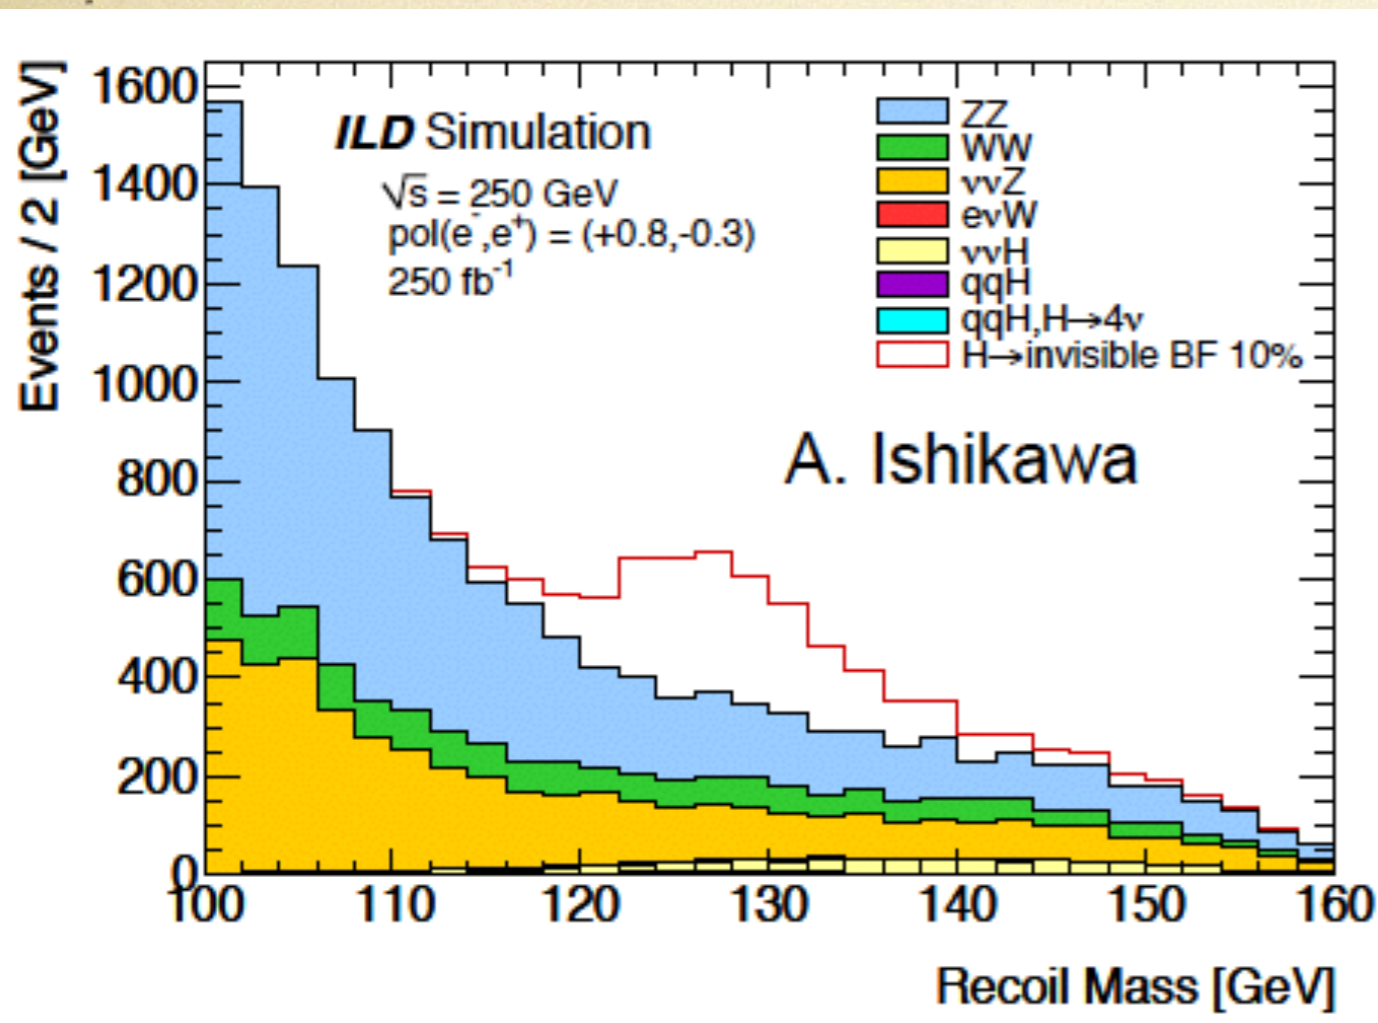 Events / 2 [GeV]
1600
1400
1200
1000
800
600
400
200
0
ILD Simulation
√s = 250 GeV
pol(e⁻,e⁺) = (+0.8,-0.3)
250 fb⁻¹
ZZ
WW
ννZ
eνW
ννH
qqH
qqH,H→4ν
H→invisible BF 10%
A. Ishikawa
100 110 120 130 140 150 160
Recoil Mass [GeV]